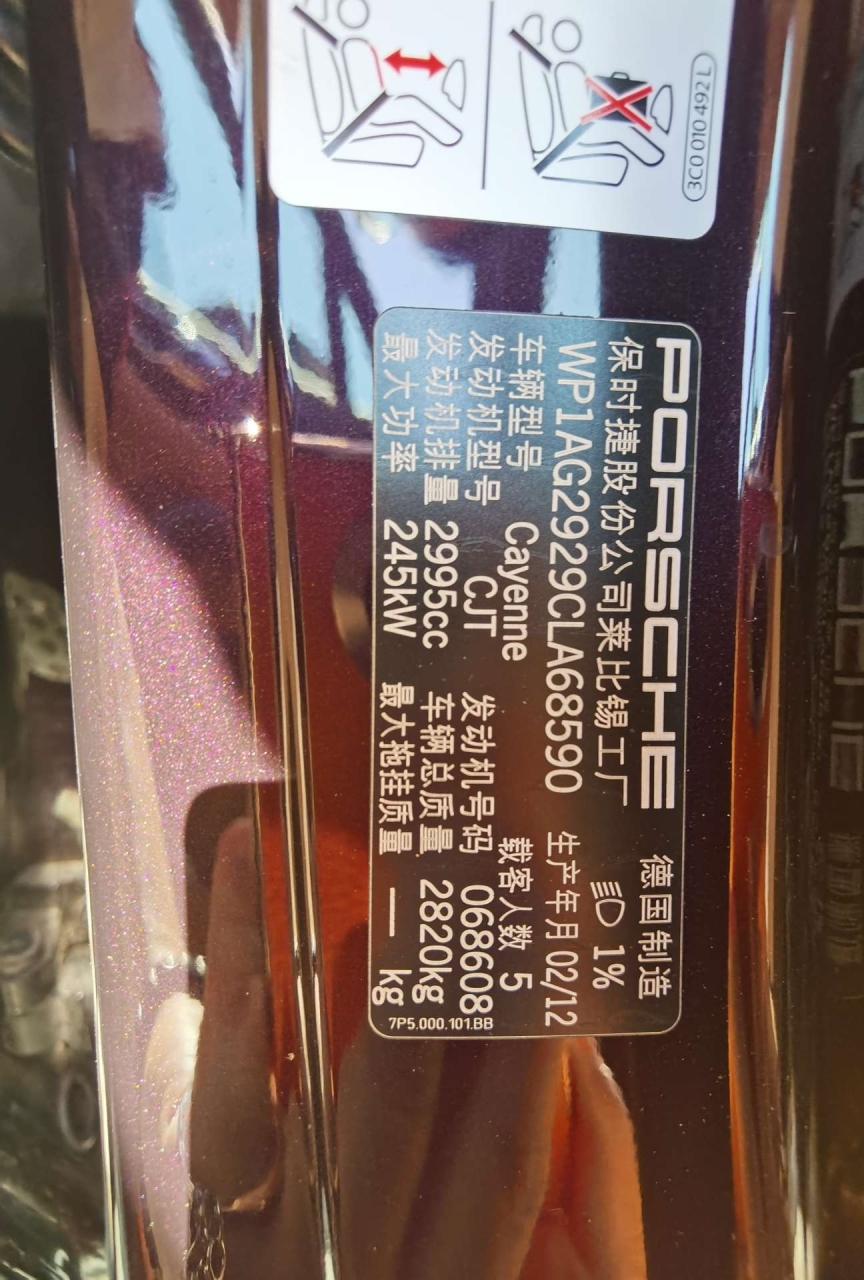 3C0 010 492 L
PORSCHE 德国制造
保时捷股份公司莱比锡工厂 1%
WP1AG2929CLA68590 生产年月 02/12
车辆型号 Cayenne 载客人数 5
发动机型号 CJT 发动机号码 068608
发动机排量 2995cc 车辆总质量 2820kg
最大功率 245kW 最大拖挂质量 — kg
7P5.000.101.BB